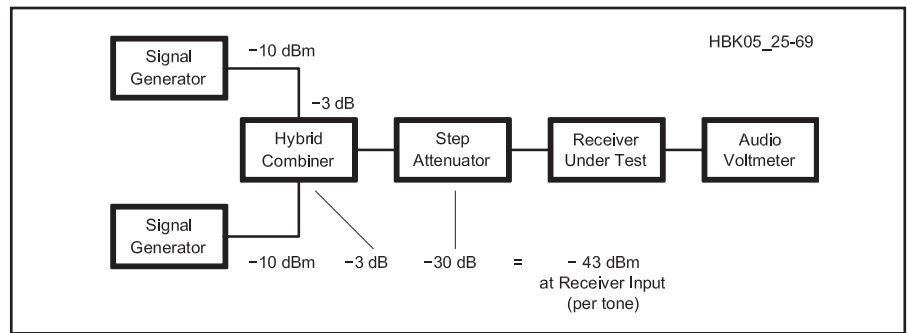 HBK05_25-69
Signal
Generator
−10 dBm
−3 dB
Hybrid
Combiner
Step
Attenuator
Receiver
Under Test
Audio
Voltmeter
Signal
Generator
−10 dBm −3 dB −30 dB = − 43 dBm
at Receiver Input
(per tone)